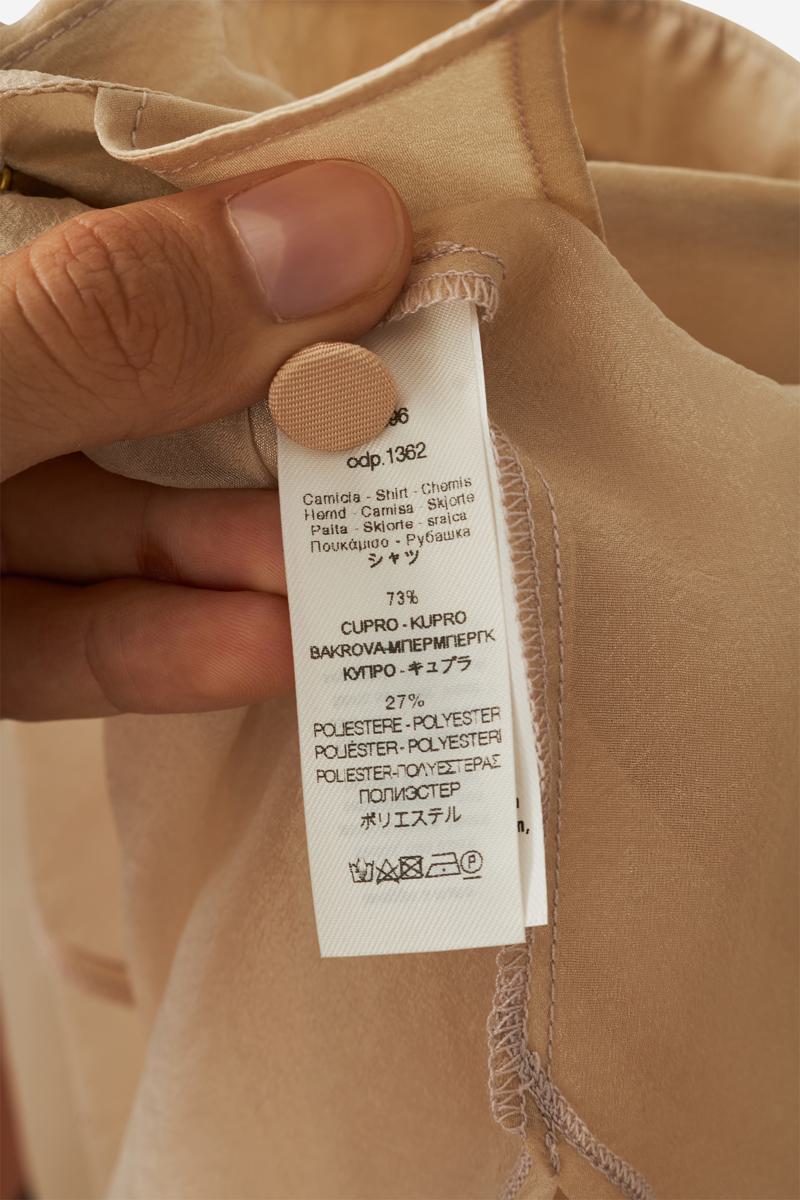 96
odp.1362
Camicia - Shirt - Chemis
Hemd - Camisa - Skjorte
Paita - Skjorte - sraica
Πουκάμισο - Рубашка
シャツ
73%
CUPRO - KUPRO
BAKROVA-ΜΠΕΡΜΠΕΡΓΚ
КУПРО - キュプラ
27%
POLIESTERE - POLYESTER
POLIÉSTER - POLYESTERI
POLIESTER-ΠΟΛΥΕΣΤΕΡΑΣ
ПОЛИЭСТЕР
ポリエステル
P